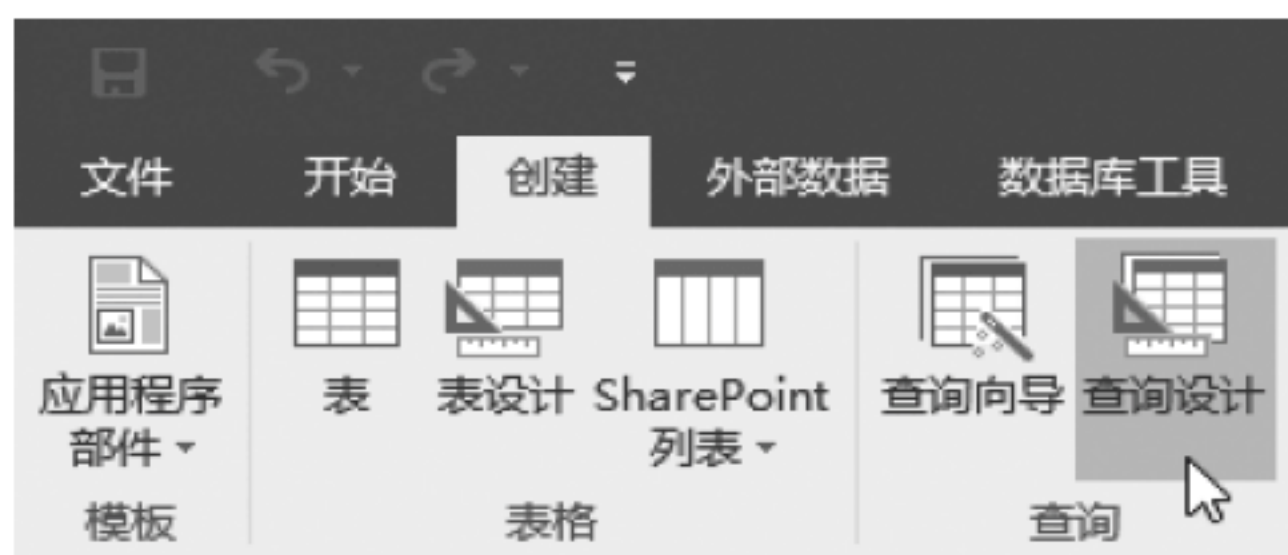 文件 开始 创建 外部数据 数据库工具
应用程序 表 表设计 SharePoint 查询向导 查询设计
部件 列表
模板 表格 查询